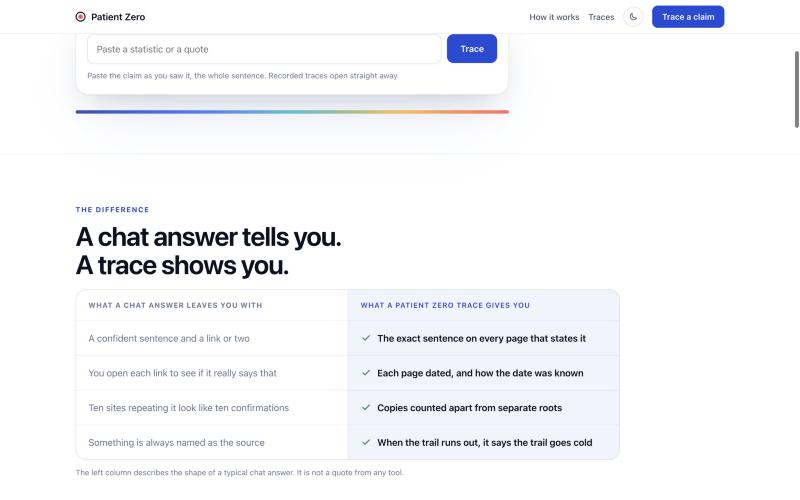 Patient Zero
How it works Traces Trace a claim
Paste a statistic or a quote Trace
Paste the claim as you saw it, the whole sentence. Recorded traces open straight away.
THE DIFFERENCE
A chat answer tells you.
A trace shows you.
WHAT A CHAT ANSWER LEAVES YOU WITH WHAT A PATIENT ZERO TRACE GIVES YOU
A confident sentence and a link or two The exact sentence on every page that states it
You open each link to see if it really says that Each page dated, and how the date was known
Ten sites repeating it look like ten confirmations Copies counted apart from separate roots
Something is always named as the source When the trail runs out, it says the trail goes cold
The left column describes the shape of a typical chat answer. It is not a quote from any tool.